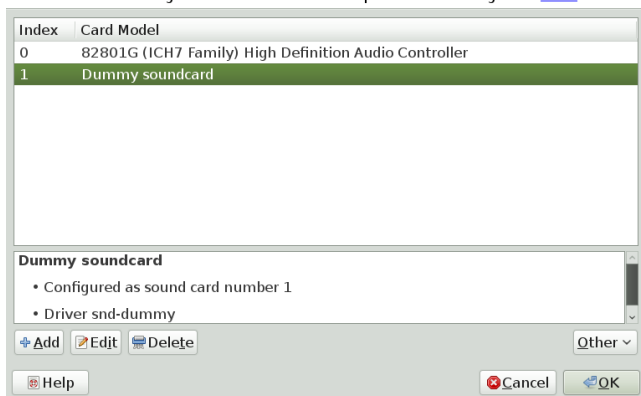 Index Card Model
0 82801G (ICH7 Family) High Definition Audio Controller
1 Dummy soundcard
Dummy soundcard
• Configured as sound card number 1
• Driver snd-dummy
Add Edit Delete Other
Help Cancel OK